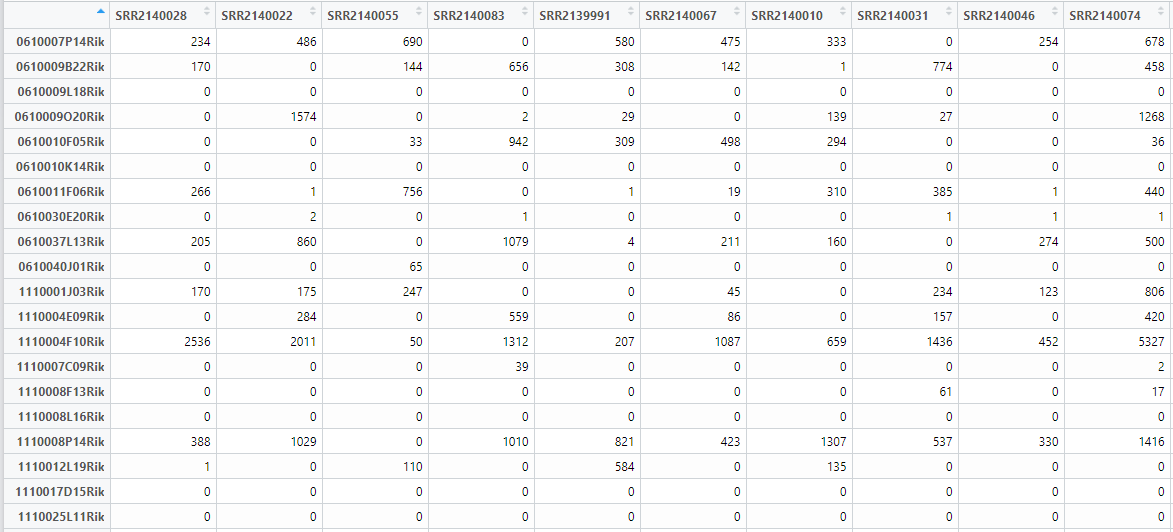 SRR2140028 SRR2140022 SRR2140055 SRR2140083 SRR2139991 SRR2140067 SRR2140010 SRR2140031 SRR2140046 SRR2140074
0610007P14Rik 234 486 690 0 580 475 333 0 254 678
0610009B22Rik 170 0 144 656 308 142 1 774 0 458
0610009L18Rik 0 0 0 0 0 0 0 0 0 0
0610009O20Rik 0 1574 0 2 29 0 139 27 0 1268
0610010F05Rik 0 0 33 942 309 498 294 0 0 36
0610010K14Rik 0 0 0 0 0 0 0 0 0 0
0610011F06Rik 266 1 756 0 1 19 310 385 1 440
0610030E20Rik 0 2 0 1 0 0 0 1 1 1
0610037L13Rik 205 860 0 1079 4 211 160 0 274 500
0610040J01Rik 0 0 65 0 0 0 0 0 0 0
1110001J03Rik 170 175 247 0 0 45 0 234 123 806
1110004E09Rik 0 284 0 559 0 86 0 157 0 420
1110004F10Rik 2536 2011 50 1312 207 1087 659 1436 452 5327
1110007C09Rik 0 0 0 39 0 0 0 0 0 2
1110008F13Rik 0 0 0 0 0 0 0 61 0 17
1110008L16Rik 0 0 0 0 0 0 0 0 0 0
1110008P14Rik 388 1029 0 1010 821 423 1307 537 330 1416
1110012L19Rik 1 0 110 0 584 0 135 0 0 0
1110017D15Rik 0 0 0 0 0 0 0 0 0 0
1110025L11Rik 0 0 0 0 0 0 0 0 0 0